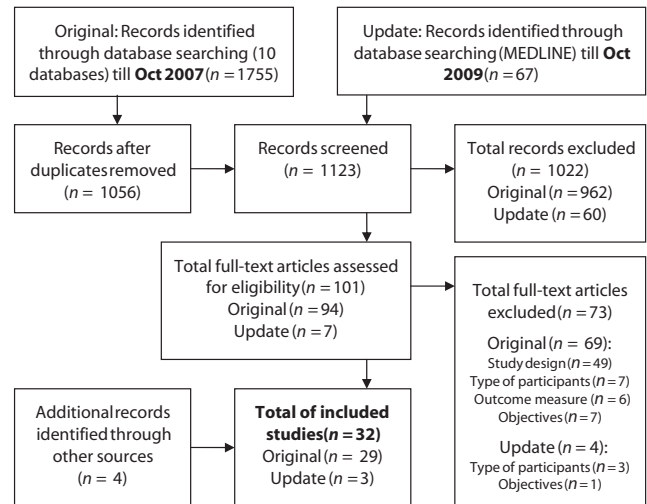 Original: Records identified
through database searching (10
databases) till Oct 2007(n = 1755)
Update: Records identified through
database searching (MEDLINE) till Oct
2009(n = 67)
Records after
duplicates removed
(n = 1056)
Records screened
(n = 1123)
Total records excluded
(n = 1022)
Original (n = 962)
Update (n = 60)
Total full-text articles assessed
for eligibility (n = 101)
Original (n = 94)
Update (n = 7)
Total full-text articles
excluded (n = 73)
Original (n = 69):
Study design (n = 49)
Type of participants (n = 7)
Outcome measure (n = 6)
Objectives (n = 7)
Update (n = 4):
Type of participants (n = 3)
Objectives (n = 1)
Additional records
identified through
other sources
(n = 4)
Total of included
studies(n = 32)
Original (n = 29)
Update (n = 3)